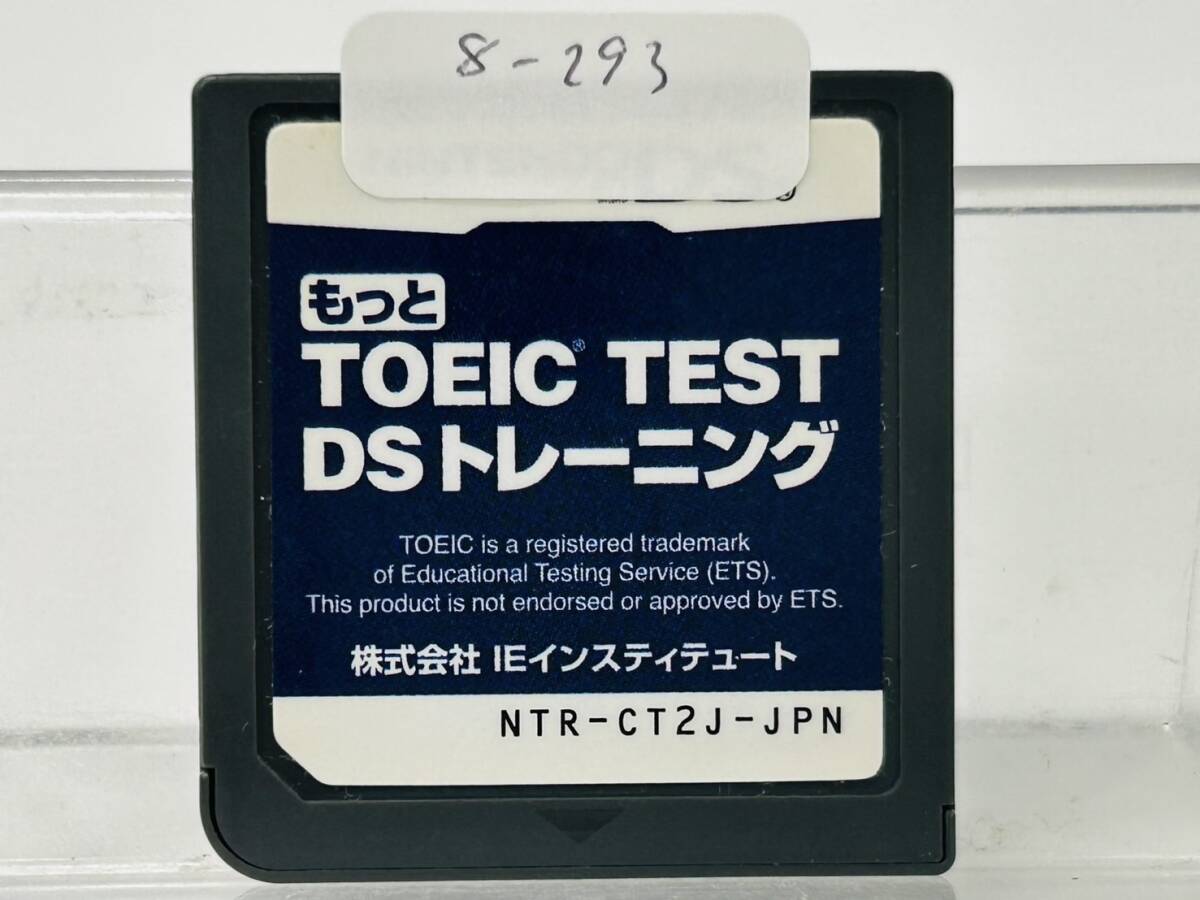 8-293
もっと
TOEIC® TEST
DSトレーニング
TOEIC is a registered trademark
of Educational Testing Service (ETS).
This product is not endorsed or approved by ETS.
株式会社 IEインスティテュート
NTR-CT2J-JPN